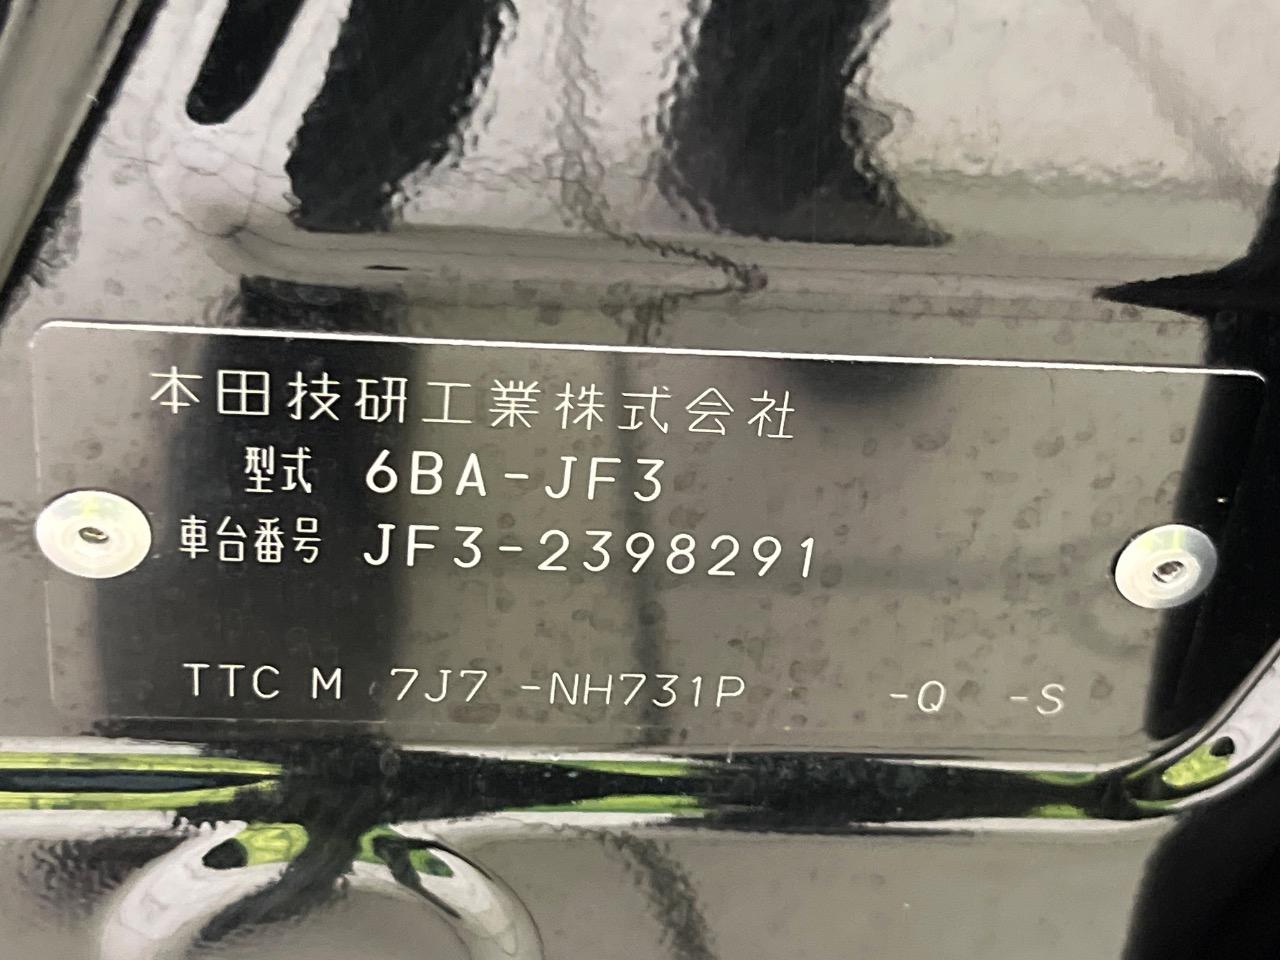 本田技研工業株式会社
型式 6BA-JF3
車台番号 JF3-2398291
TTC M 7J7 -NH731P -Q -S